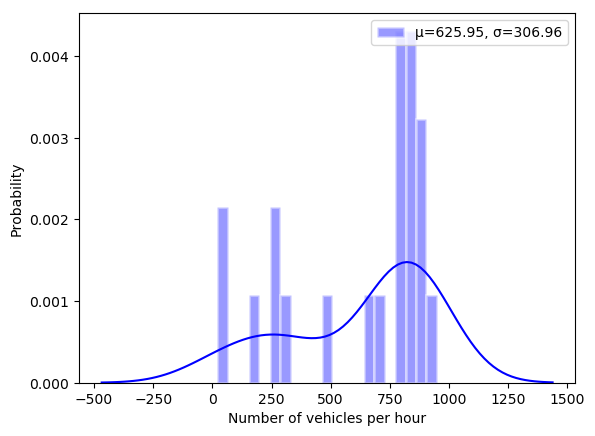 μ=625.95, σ=306.96
0.004
0.003
0.002
0.001
0.000
Probability
−500 −250 0 250 500 750 1000 1250 1500
Number of vehicles per hour